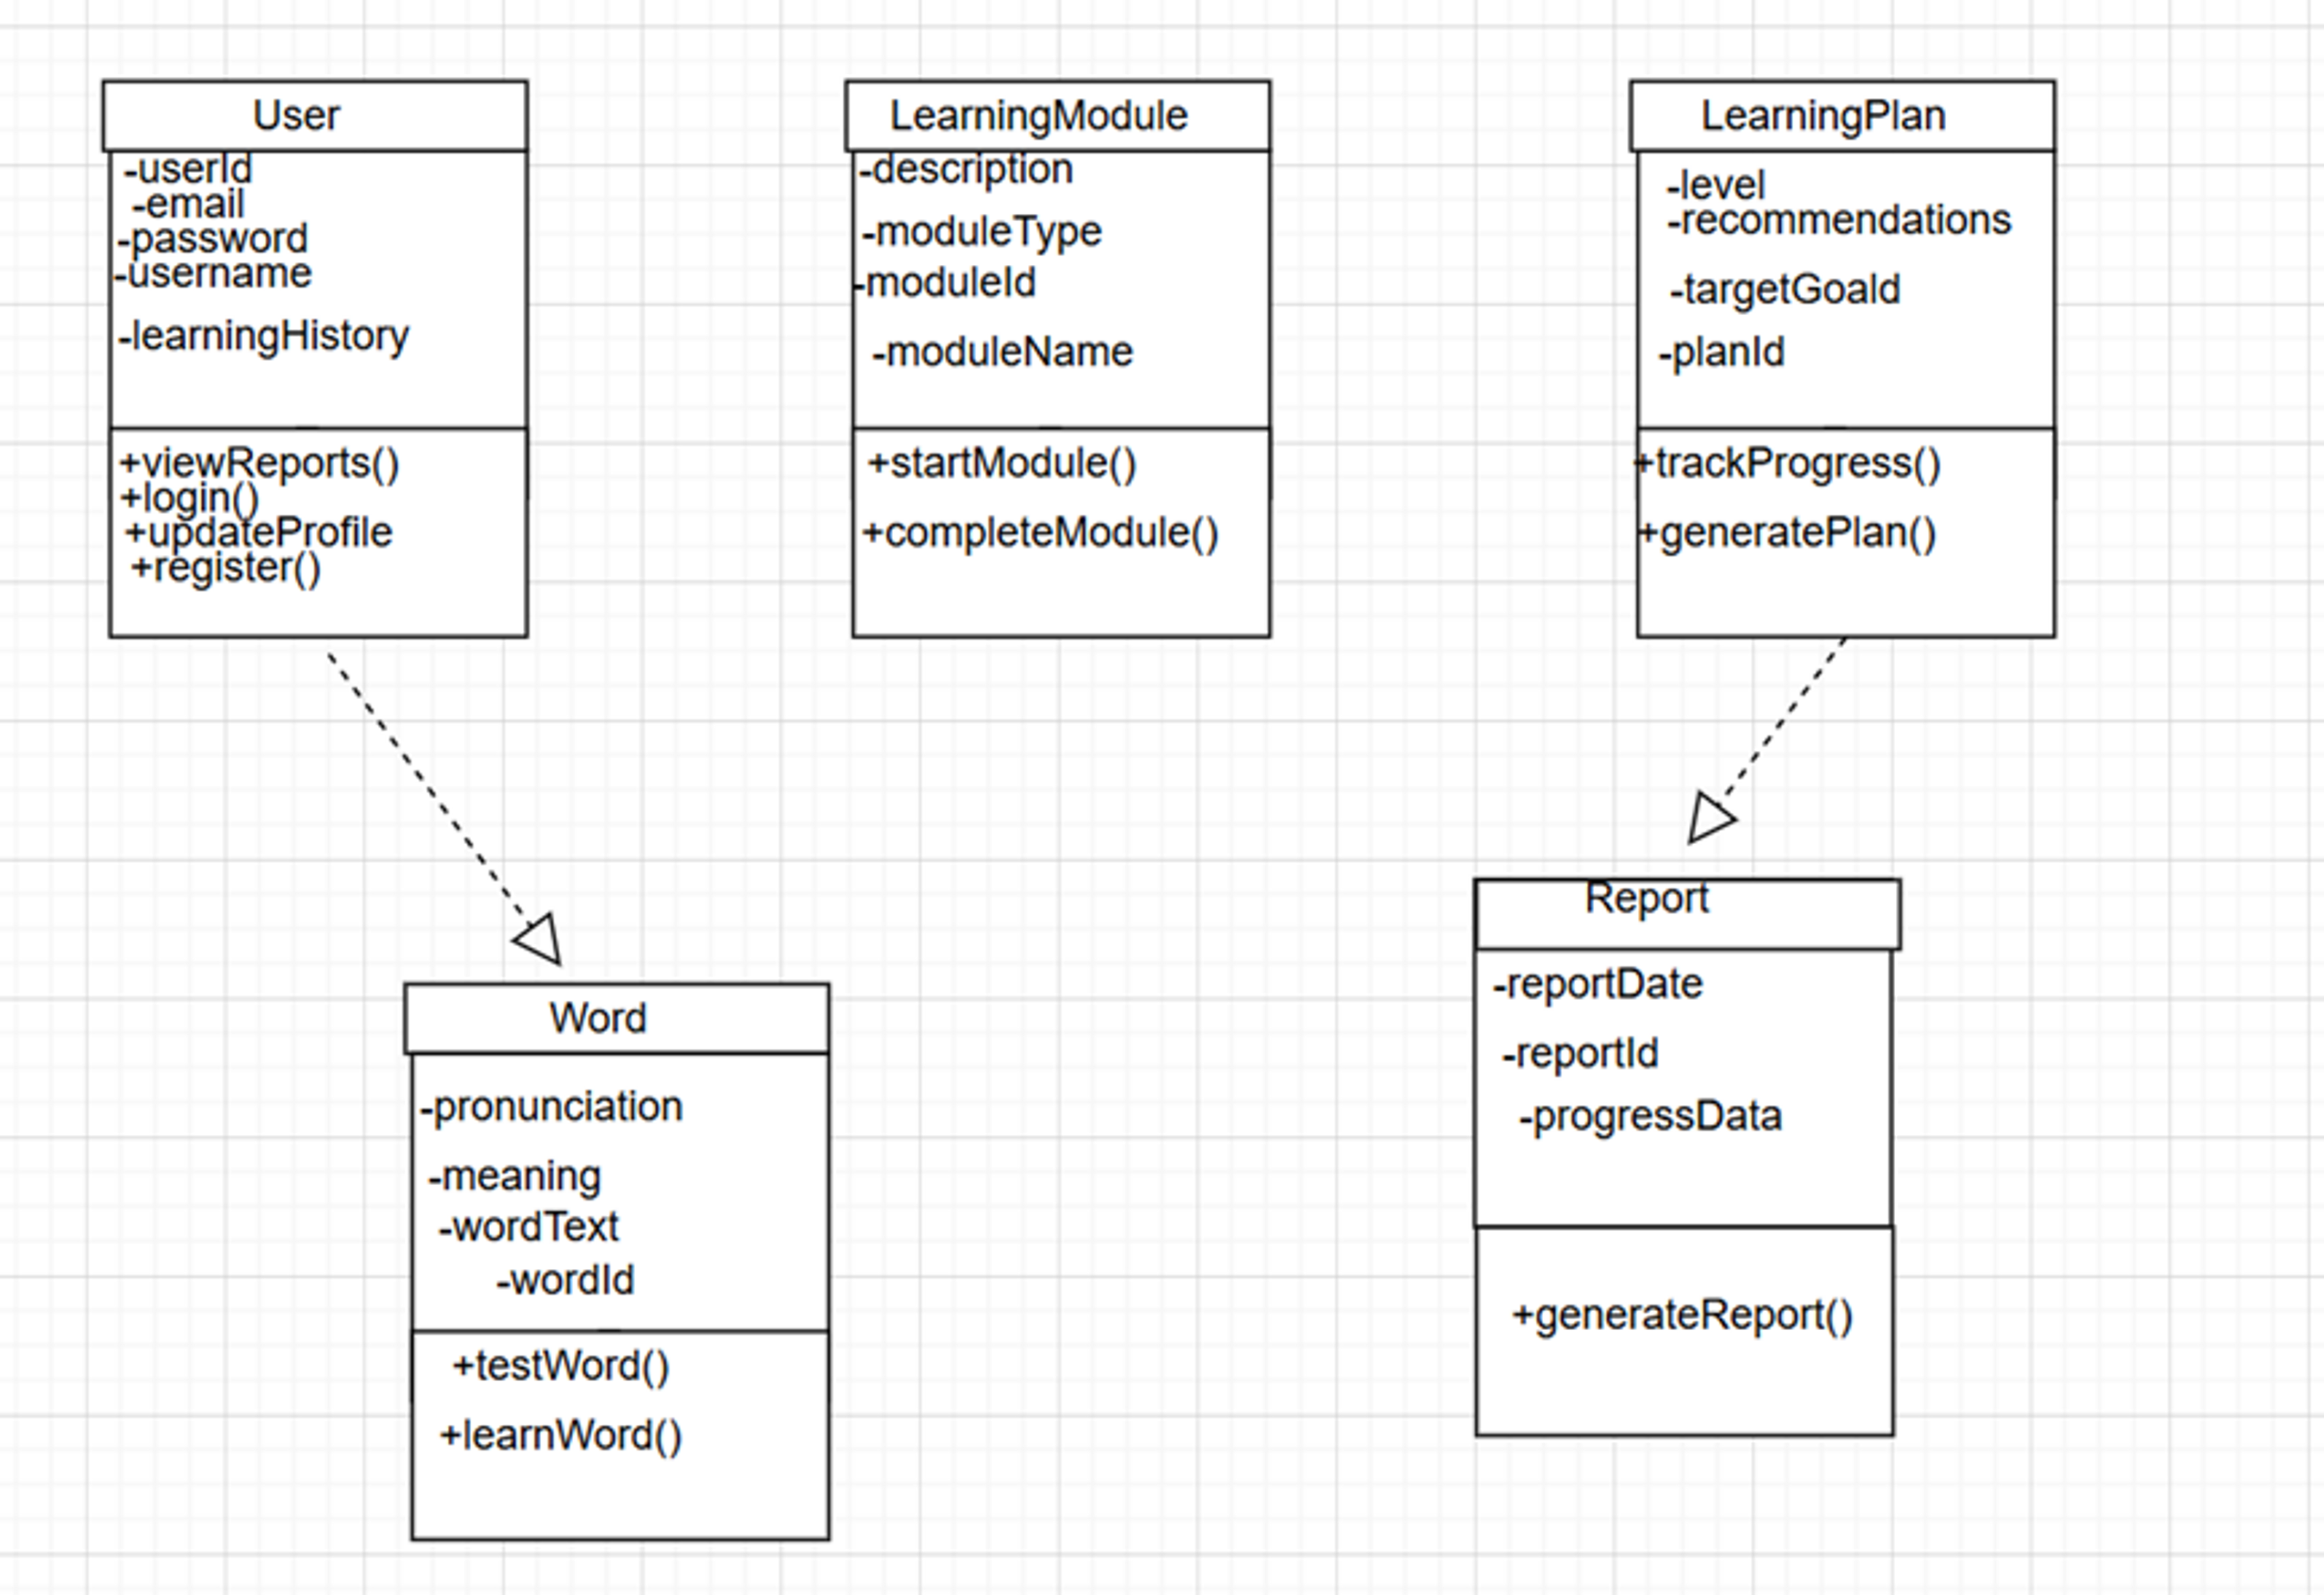 User
-userId
-email
-password
-username
-learningHistory
+viewReports()
+login()
+updateProfile
+register()
LearningModule
-description
-moduleType
-moduleId
-moduleName
+startModule()
+completeModule()
LearningPlan
-level
-recommendations
-targetGoald
-planId
+trackProgress()
+generatePlan()
Word
-pronunciation
-meaning
-wordText
-wordId
+testWord()
+learnWord()
Report
-reportDate
-reportId
-progressData
+generateReport()